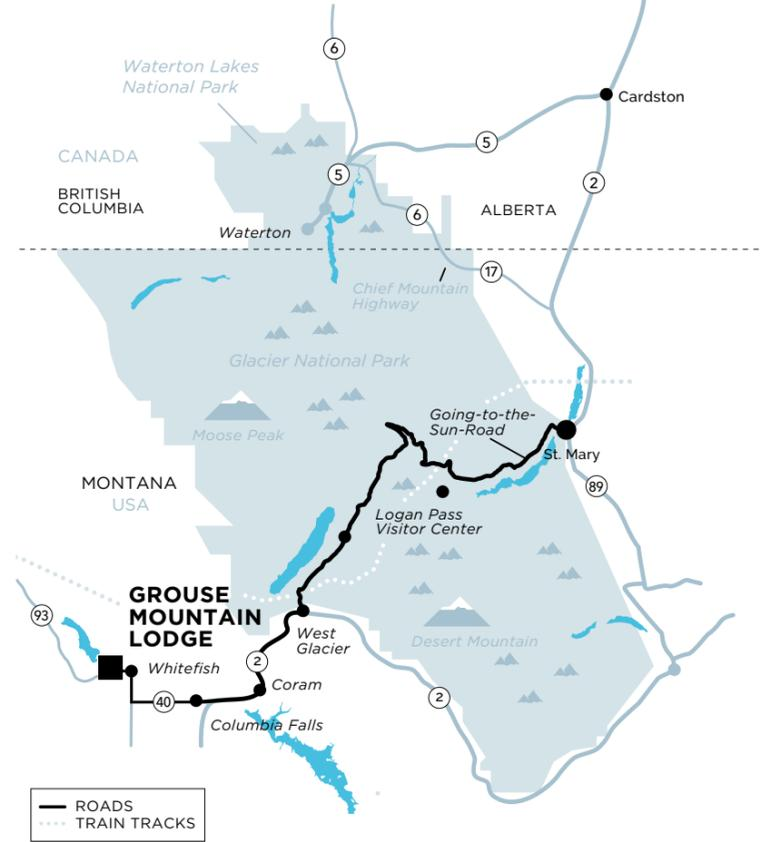 6
Waterton Lakes
National Park
Cardston
5
CANADA
5
2
BRITISH
COLUMBIA
6
ALBERTA
Waterton
17
Chief Mountain
Highway
Glacier National Park
Going-to-the-
Sun-Road
Moose Peak
St. Mary
MONTANA
USA
89
Logan Pass
Visitor Center
GROUSE
MOUNTAIN
LODGE
93
West
Glacier
Desert Mountain
2
Whitefish
Coram
2
40
Columbia Falls
ROADS
TRAIN TRACKS